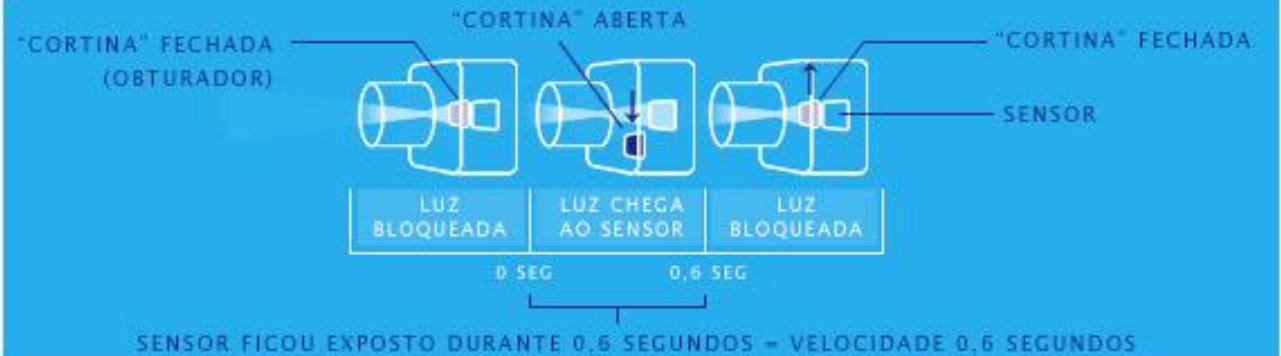 "CORTINA" ABERTA
"CORTINA" FECHADA
(OBTURADOR)
"CORTINA" FECHADA
SENSOR
LUZ
BLOQUEADA
LUZ CHEGA
AO SENSOR
LUZ
BLOQUEADA
0 SEG
0,6 SEG
SENSOR FICOU EXPOSTO DURANTE 0,6 SEGUNDOS = VELOCIDADE 0,6 SEGUNDOS